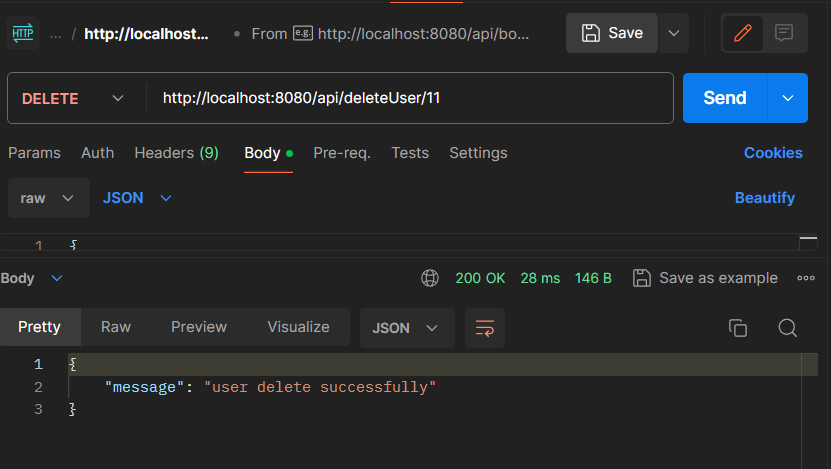 HTTP ... / http://localhost... From e.g. http://localhost:8080/api/bo... Save
DELETE http://localhost:8080/api/deleteUser/11 Send
Params Auth Headers (9) Body Pre-req. Tests Settings Cookies
raw JSON Beautify
1 {
Body 200 OK 28 ms 146 B Save as example
Pretty Raw Preview Visualize JSON
1 {
2 "message": "user delete successfully"
3 }